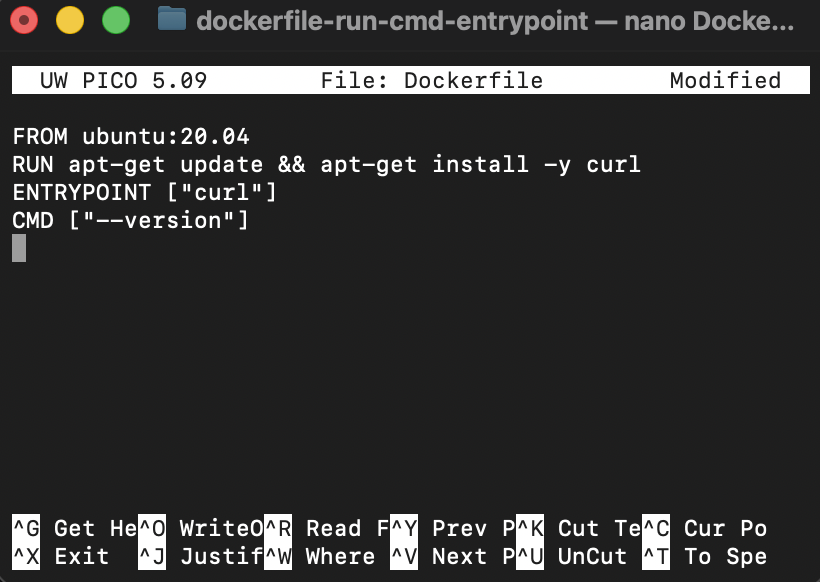 dockerfile-run-cmd-entrypoint — nano Docke...
UW PICO 5.09 File: Dockerfile Modified
FROM ubuntu:20.04
RUN apt-get update && apt-get install -y curl
ENTRYPOINT ["curl"]
CMD ["--version"]
^G Get He^O WriteO^R Read F^Y Prev P^K Cut Te^C Cur Po
^X Exit ^J Justif^W Where ^V Next P^U UnCut ^T To Spe